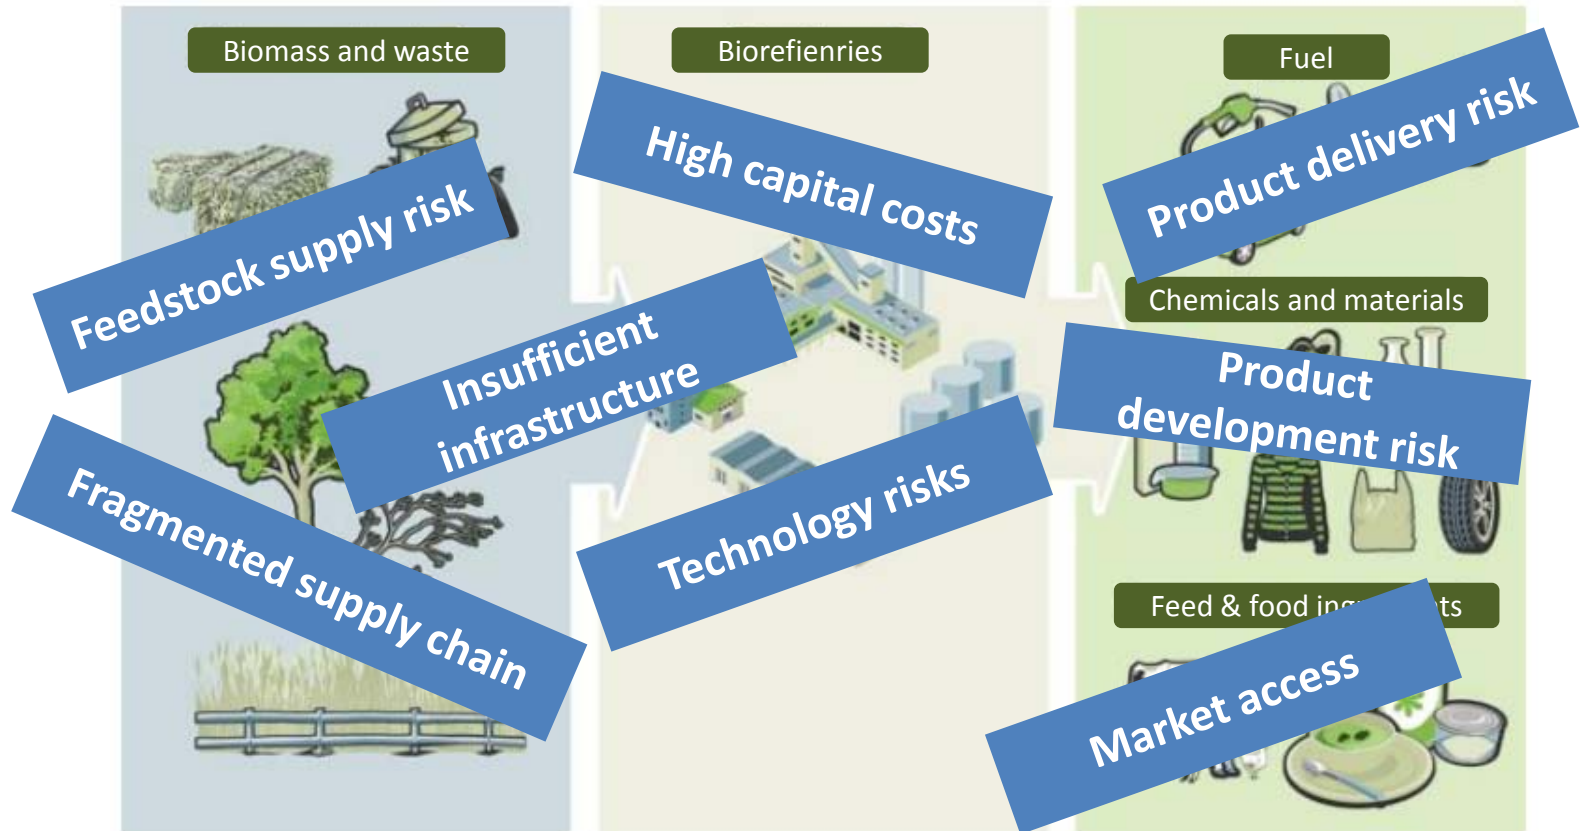 Biomass and waste
Biorefienries
Fuel
Feedstock supply risk
High capital costs
Product delivery risk
Insufficient
infrastructure
Chemicals and materials
Product
development risk
Fragmented supply chain
Technology risks
Feed & food
Market access